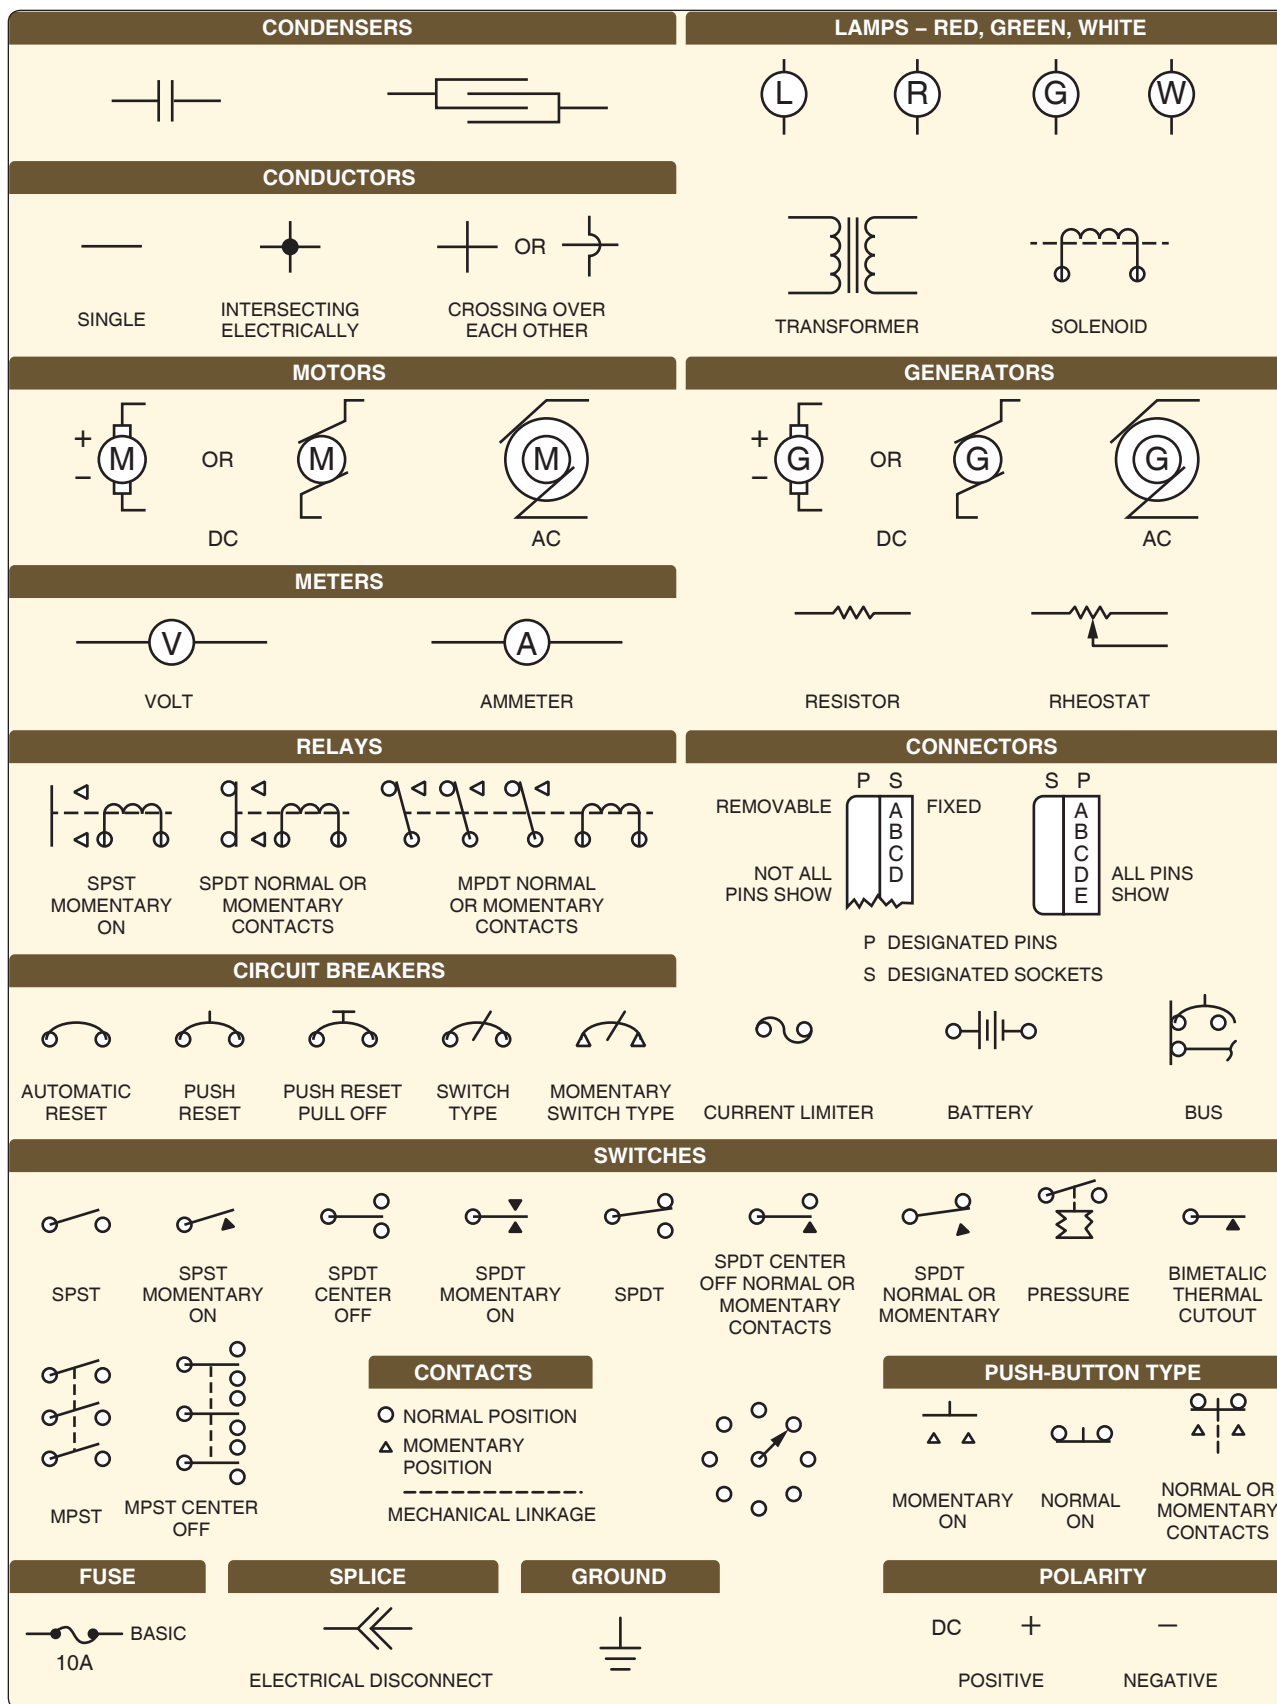 CONDENSERS
LAMPS – RED, GREEN, WHITE
L R G W
CONDUCTORS
OR
SINGLE
INTERSECTING
ELECTRICALLY
CROSSING OVER
EACH OTHER
TRANSFORMER
SOLENOID
MOTORS
+
–
M
OR
M
M
DC
AC
GENERATORS
+
–
G
OR
G
G
DC
AC
METERS
V
A
VOLT
AMMETER
RESISTOR
RHEOSTAT
RELAYS
SPST
MOMENTARY
ON
SPDT NORMAL OR
MOMENTARY
CONTACTS
MPDT NORMAL
OR MOMENTARY
CONTACTS
CONNECTORS
P S
REMOVABLE
FIXED
A
B
C
D
NOT ALL
PINS SHOW
S P
A
B
C
D
E
ALL PINS
SHOW
P DESIGNATED PINS
S DESIGNATED SOCKETS
CIRCUIT BREAKERS
AUTOMATIC
RESET
PUSH
RESET
PUSH RESET
PULL OFF
SWITCH
TYPE
MOMENTARY
SWITCH TYPE
CURRENT LIMITER
BATTERY
BUS
SWITCHES
SPST
SPST
MOMENTARY
ON
SPDT
CENTER
OFF
SPDT
MOMENTARY
ON
SPDT
SPDT CENTER
OFF NORMAL OR
MOMENTARY
CONTACTS
SPDT
NORMAL OR
MOMENTARY
PRESSURE
BIMETALIC
THERMAL
CUTOUT
MPST
MPST CENTER
OFF
CONTACTS
NORMAL POSITION
MOMENTARY
POSITION
MECHANICAL LINKAGE
PUSH-BUTTON TYPE
MOMENTARY
ON
NORMAL
ON
NORMAL OR
MOMENTARY
CONTACTS
FUSE
BASIC
10A
SPLICE
ELECTRICAL DISCONNECT
GROUND
POLARITY
DC + –
POSITIVE
NEGATIVE